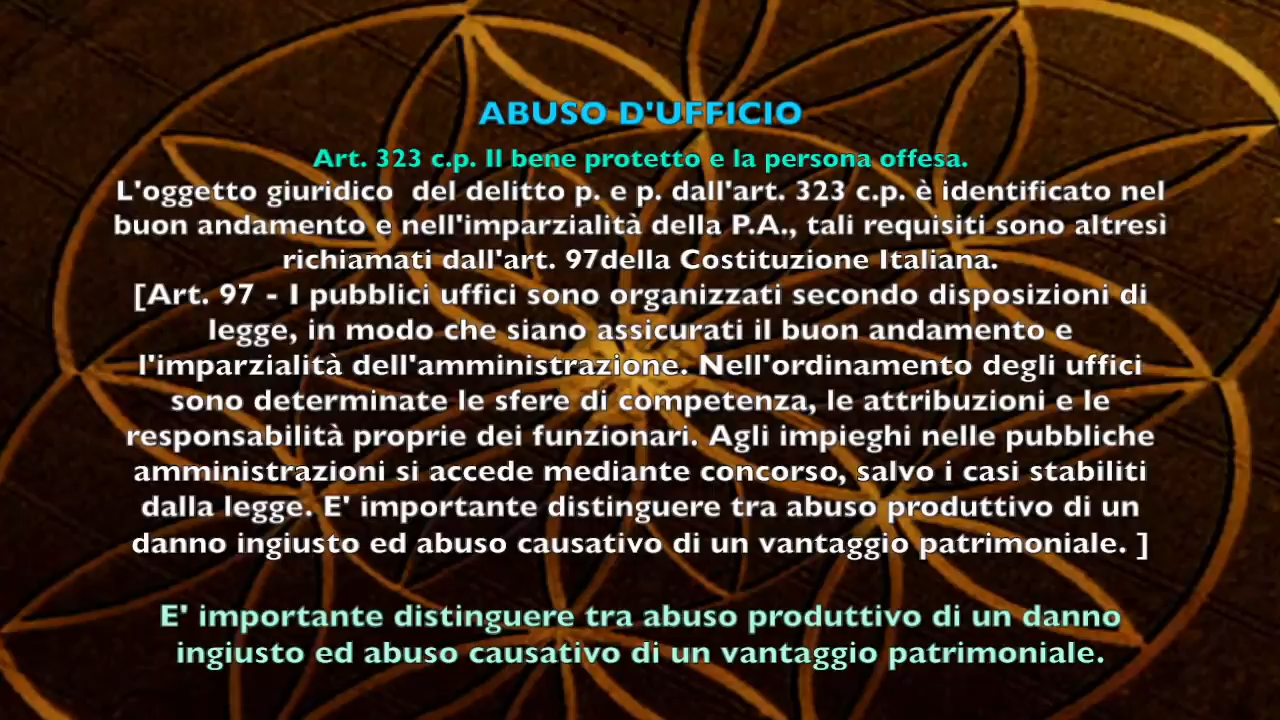 ABUSO D'UFFICIO
Art. 323 c.p. Il bene protetto e la persona offesa.
L'oggetto giuridico  del delitto p. e p. dall'art. 323 c.p. è identificato nel
buon andamento e nell'imparzialità della P.A., tali requisiti sono altresì
richiamati dall'art. 97della Costituzione Italiana.
[Art. 97 - I pubblici uffici sono organizzati secondo disposizioni di
legge, in modo che siano assicurati il buon andamento e
l'imparzialità dell'amministrazione. Nell'ordinamento degli uffici
sono determinate le sfere di competenza, le attribuzioni e le
responsabilità proprie dei funzionari. Agli impieghi nelle pubbliche
amministrazioni si accede mediante concorso, salvo i casi stabiliti
dalla legge. E' importante distinguere tra abuso produttivo di un
danno ingiusto ed abuso causativo di un vantaggio patrimoniale. ]
E' importante distinguere tra abuso produttivo di un danno
ingiusto ed abuso causativo di un vantaggio patrimoniale.